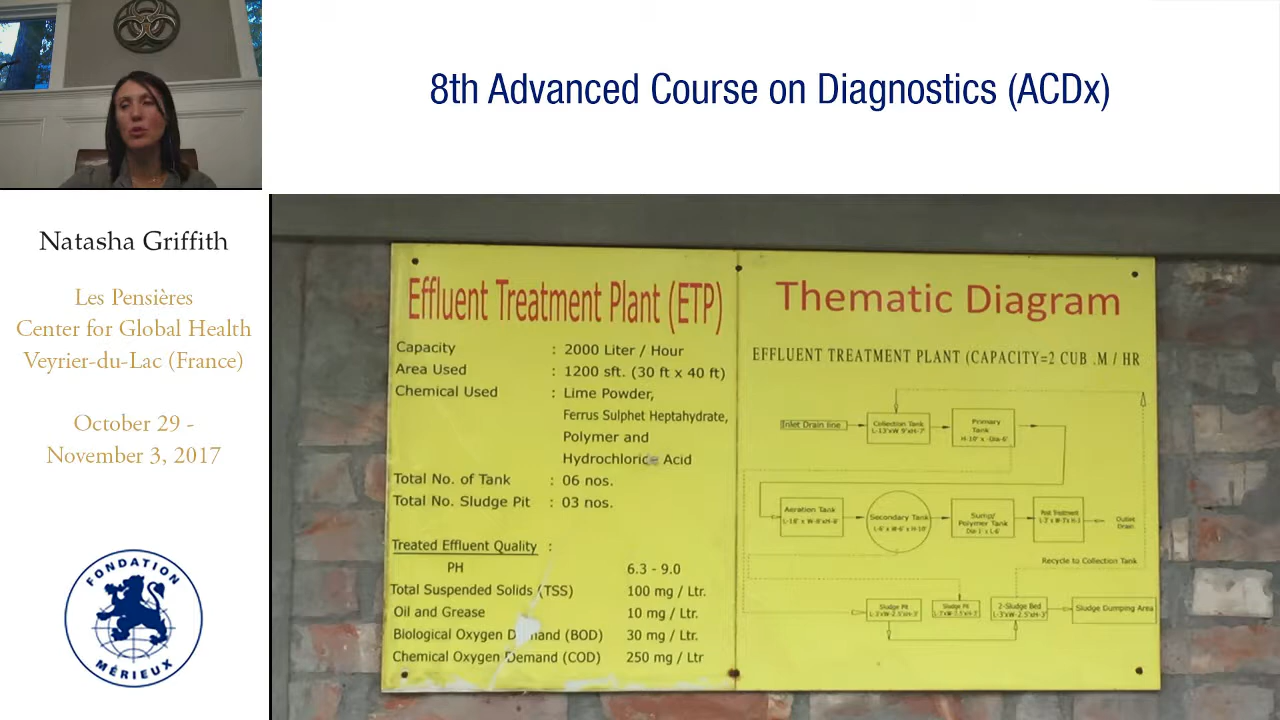 8th Advanced Course on Diagnostics (ACDx)
Natasha Griffith
Les Pensières
Center for Global Health
Veyrier-du-Lac (France)
October 29 -
November 3, 2017
FONDATION
MÉRIEUX
Effluent Treatment Plant (ETP)
Capacity : 2000 Liter / Hour
Area Used : 1200 sft. (30 ft x 40 ft)
Chemical Used : Lime Powder,
Ferrus Sulphet Heptahydrate,
Polymer and
Hydrochloric Acid
Total No. of Tank : 06 nos.
Total No. Sludge Pit : 03 nos.
Treated Effluent Quality :
PH 6.3 - 9.0
Total Suspended Solids (TSS) 100 mg / Ltr.
Oil and Grease 10 mg / Ltr.
Biological Oxygen Demand (BOD) 30 mg / Ltr.
Chemical Oxygen Demand (COD) 250 mg / Ltr
Thematic Diagram
EFFLUENT TREATMENT PLANT (CAPACITY=2 CUB .M / HR
Inlet Drain line
Collection Tank
Primary
Tank
Aeration Tank
Secondary Tank
Sump/
Polymer Tank
Post Treatment
Outlet
Drain
Recycle to Collection Tank
Sludge Pit
Sludge Pit
2-Sludge Bed
Sludge Dumping Area